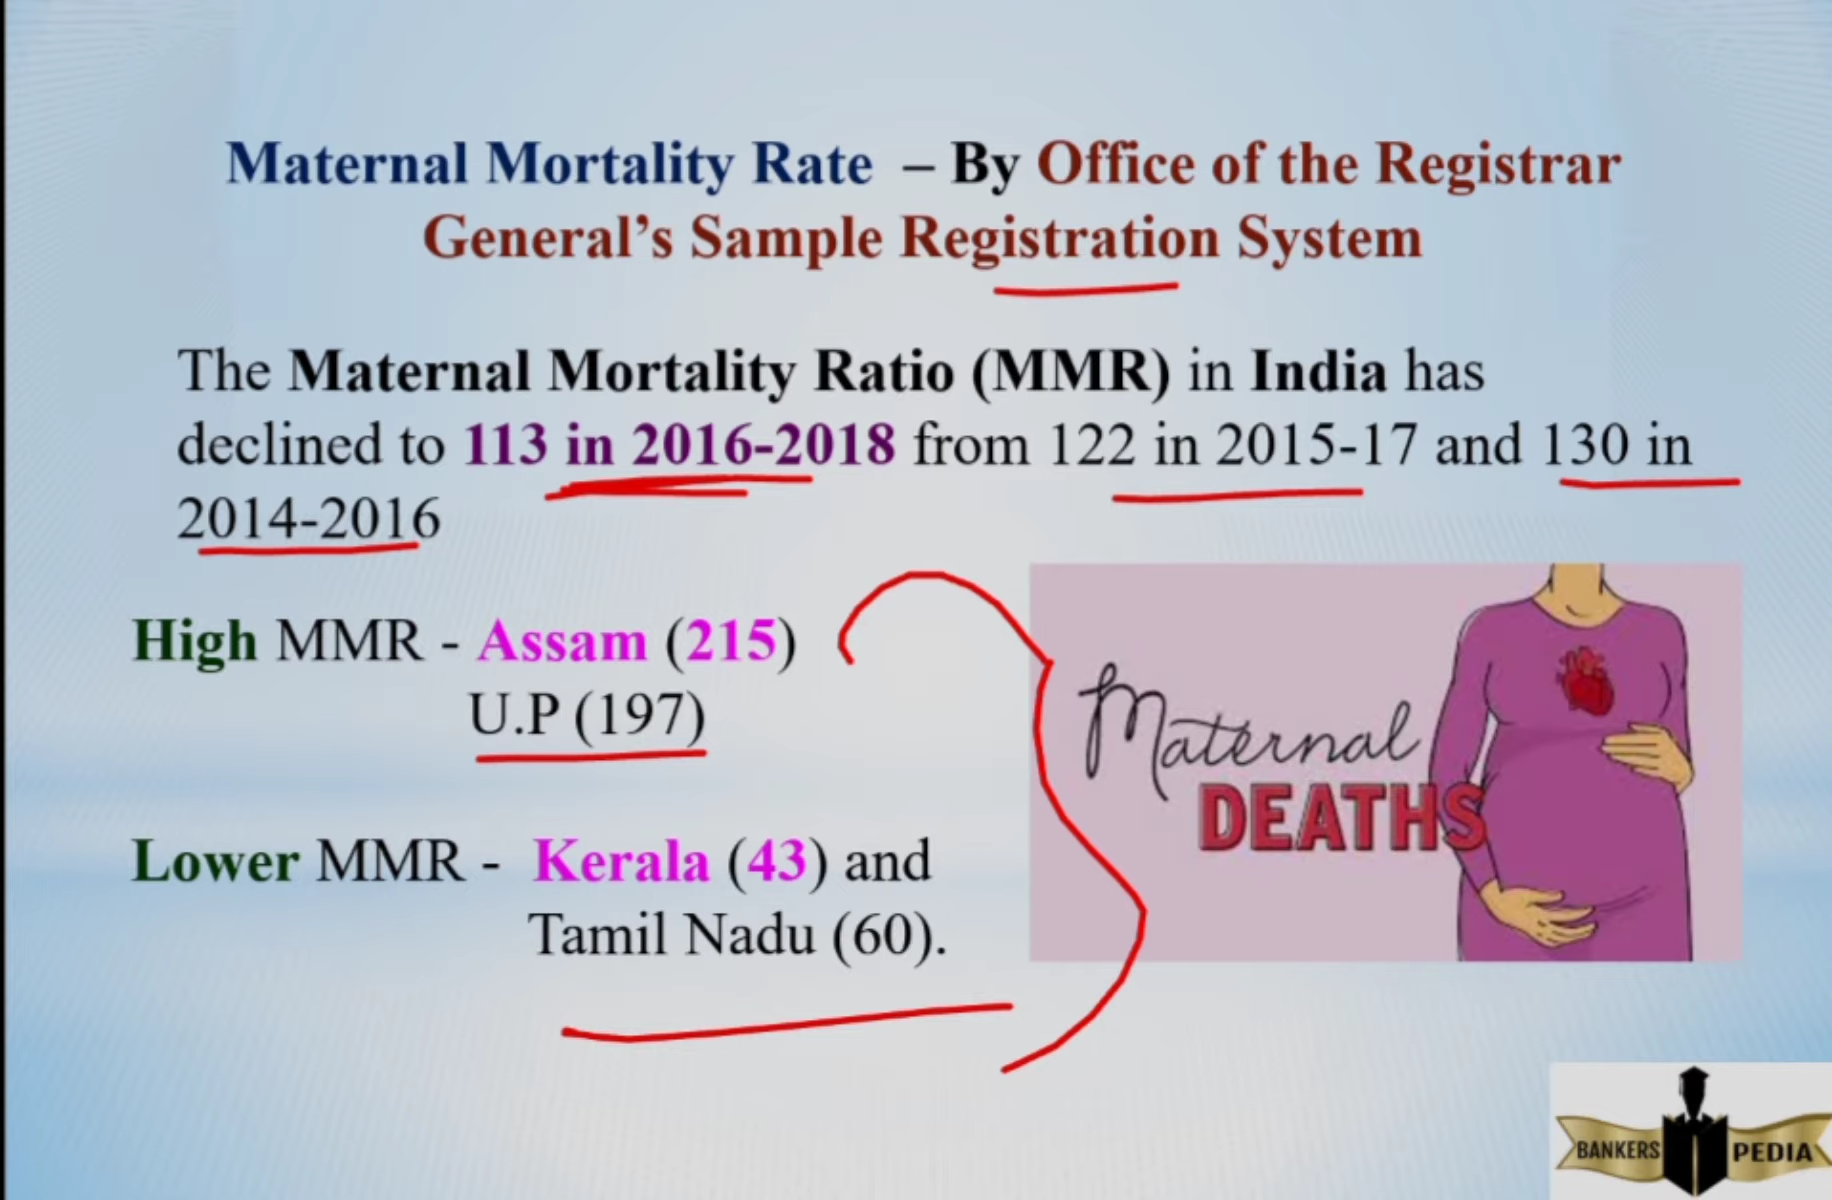 Maternal Mortality Rate – By Office of the Registrar
General’s Sample Registration System
The Maternal Mortality Ratio (MMR) in India has
declined to 113 in 2016-2018 from 122 in 2015-17 and 130 in
2014-2016
High MMR - Assam (215)
U.P (197)
Lower MMR - Kerala (43) and
Tamil Nadu (60).
Maternal
DEATHS
BANKERS PEDIA